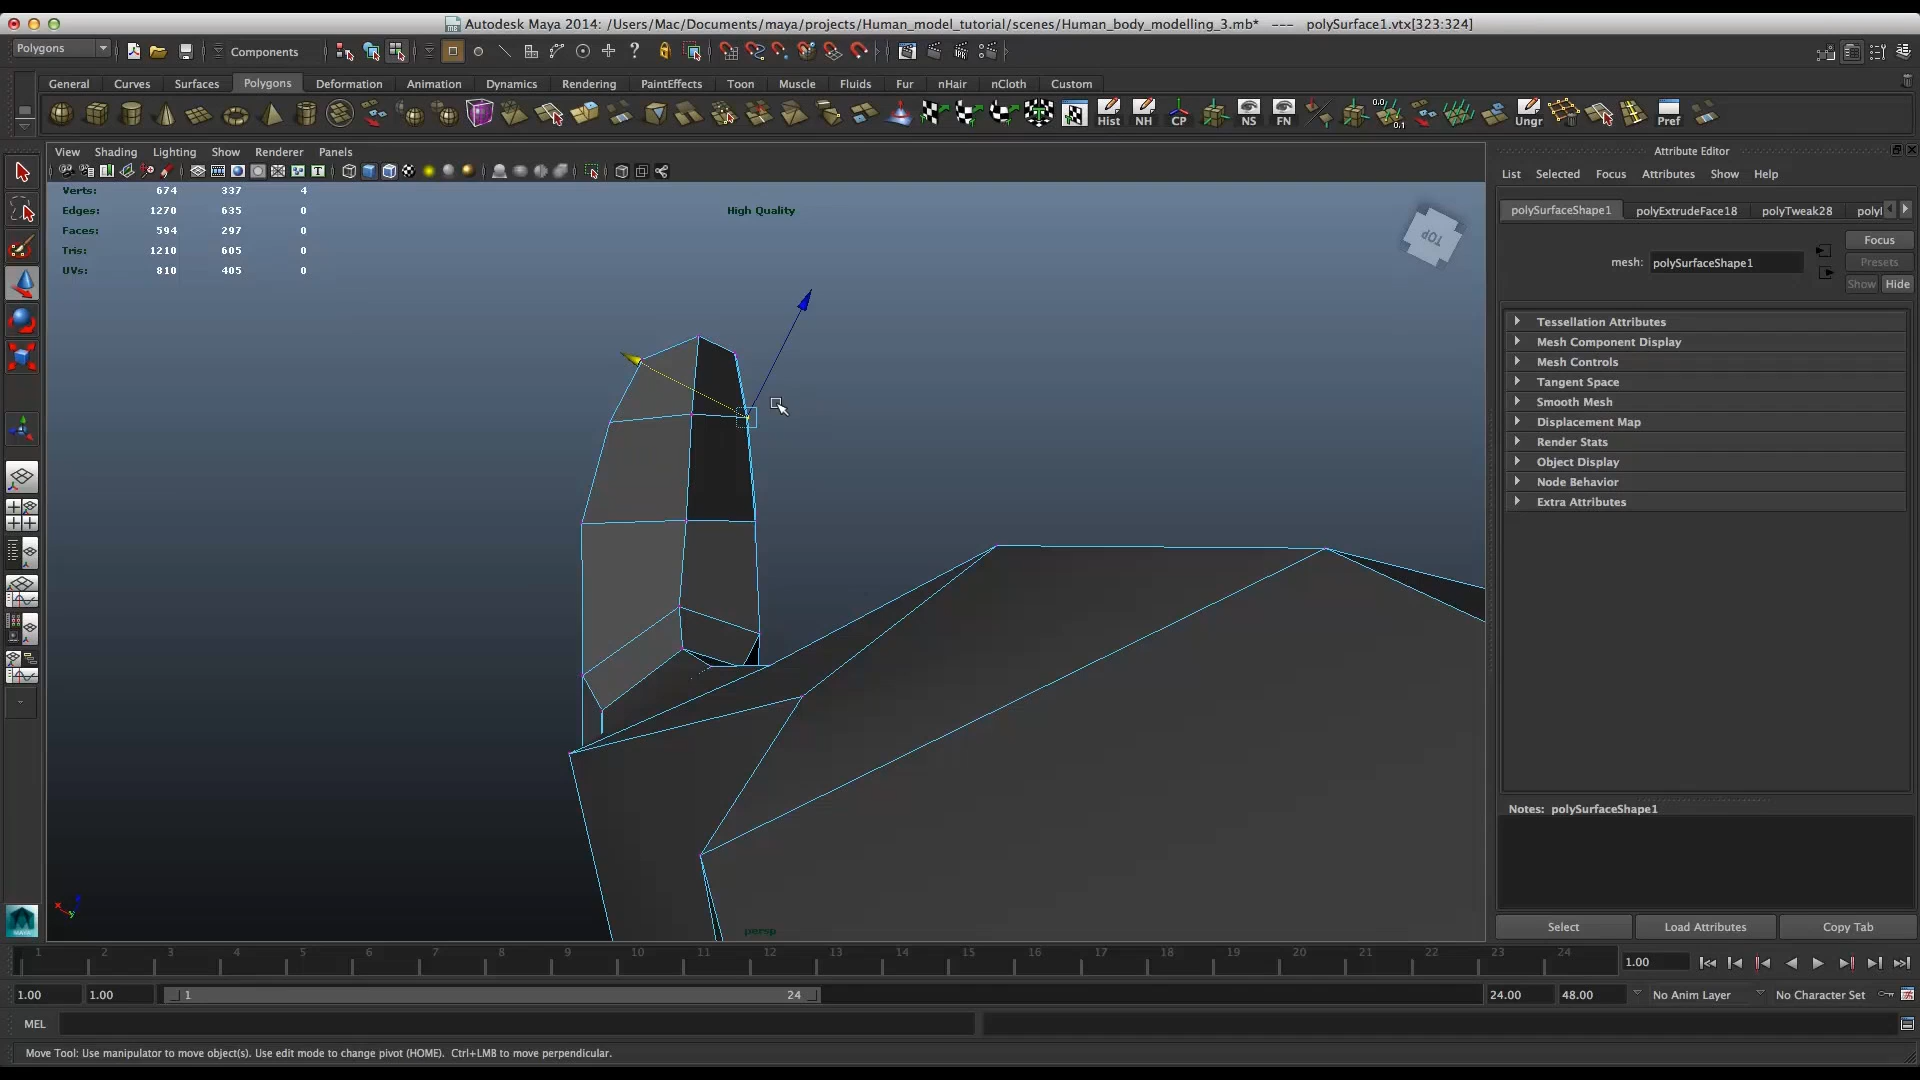 Autodesk Maya 2014: /Users/Mac/Documents/maya/projects/Human_model_tutorial/scenes/Human_body_modelling_3.mb* --- polySurface1.vtx[323:324]
Polygons Components
General Curves Surfaces Polygons Deformation Animation Dynamics Rendering PaintEffects Toon Muscle Fluids Fur nHair nCloth Custom
Hist NH CP NS FN 0.0 0.1 Ungr Pref
View Shading Lighting Show Renderer Panels
Attribute Editor
List Selected Focus Attributes Show Help
Verts: 674 337 4
Edges: 1270 635 0
Faces: 594 297 0
Tris: 1210 605 0
UVs: 810 405 0
High Quality
TOP
polySurfaceShape1 polyExtrudeFace18 polyTweak28 polyl
Focus
mesh: polySurfaceShape1
Presets
Show Hide
Tessellation Attributes
Mesh Component Display
Mesh Controls
Tangent Space
Smooth Mesh
Displacement Map
Render Stats
Object Display
Node Behavior
Extra Attributes
Notes: polySurfaceShape1
Select Load Attributes Copy Tab
persp
1 2 3 4 5 6 7 8 9 10 11 12 13 14 15 16 17 18 19 20 21 22 23 24 1.00
1.00 1.00 1 24 24.00 48.00 No Anim Layer No Character Set
MEL
Move Tool: Use manipulator to move object(s). Use edit mode to change pivot (HOME). Ctrl+LMB to move perpendicular.